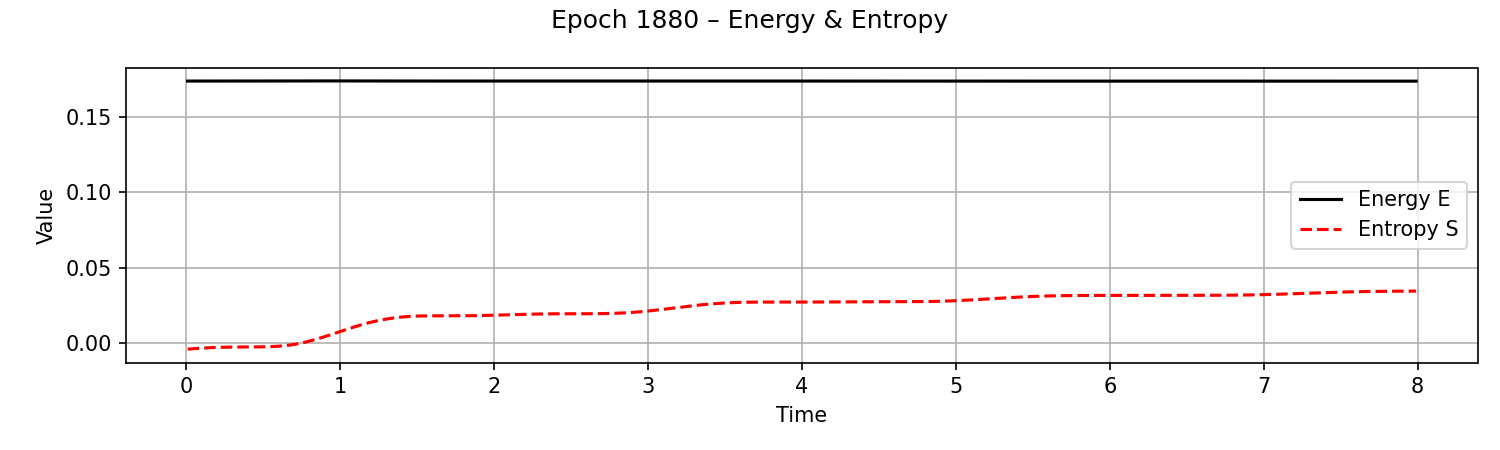 Epoch 1880 – Energy & Entropy
Value
0.15
0.10
0.05
0.00
Energy E
Entropy S
0 1 2 3 4 5 6 7 8
Time